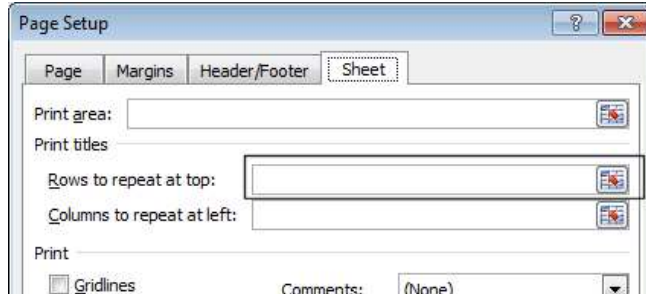 Page Setup
Page Margins Header/Footer Sheet
Print area:
Print titles
Rows to repeat at top:
Columns to repeat at left:
Print
Gridlines Comments: (None)